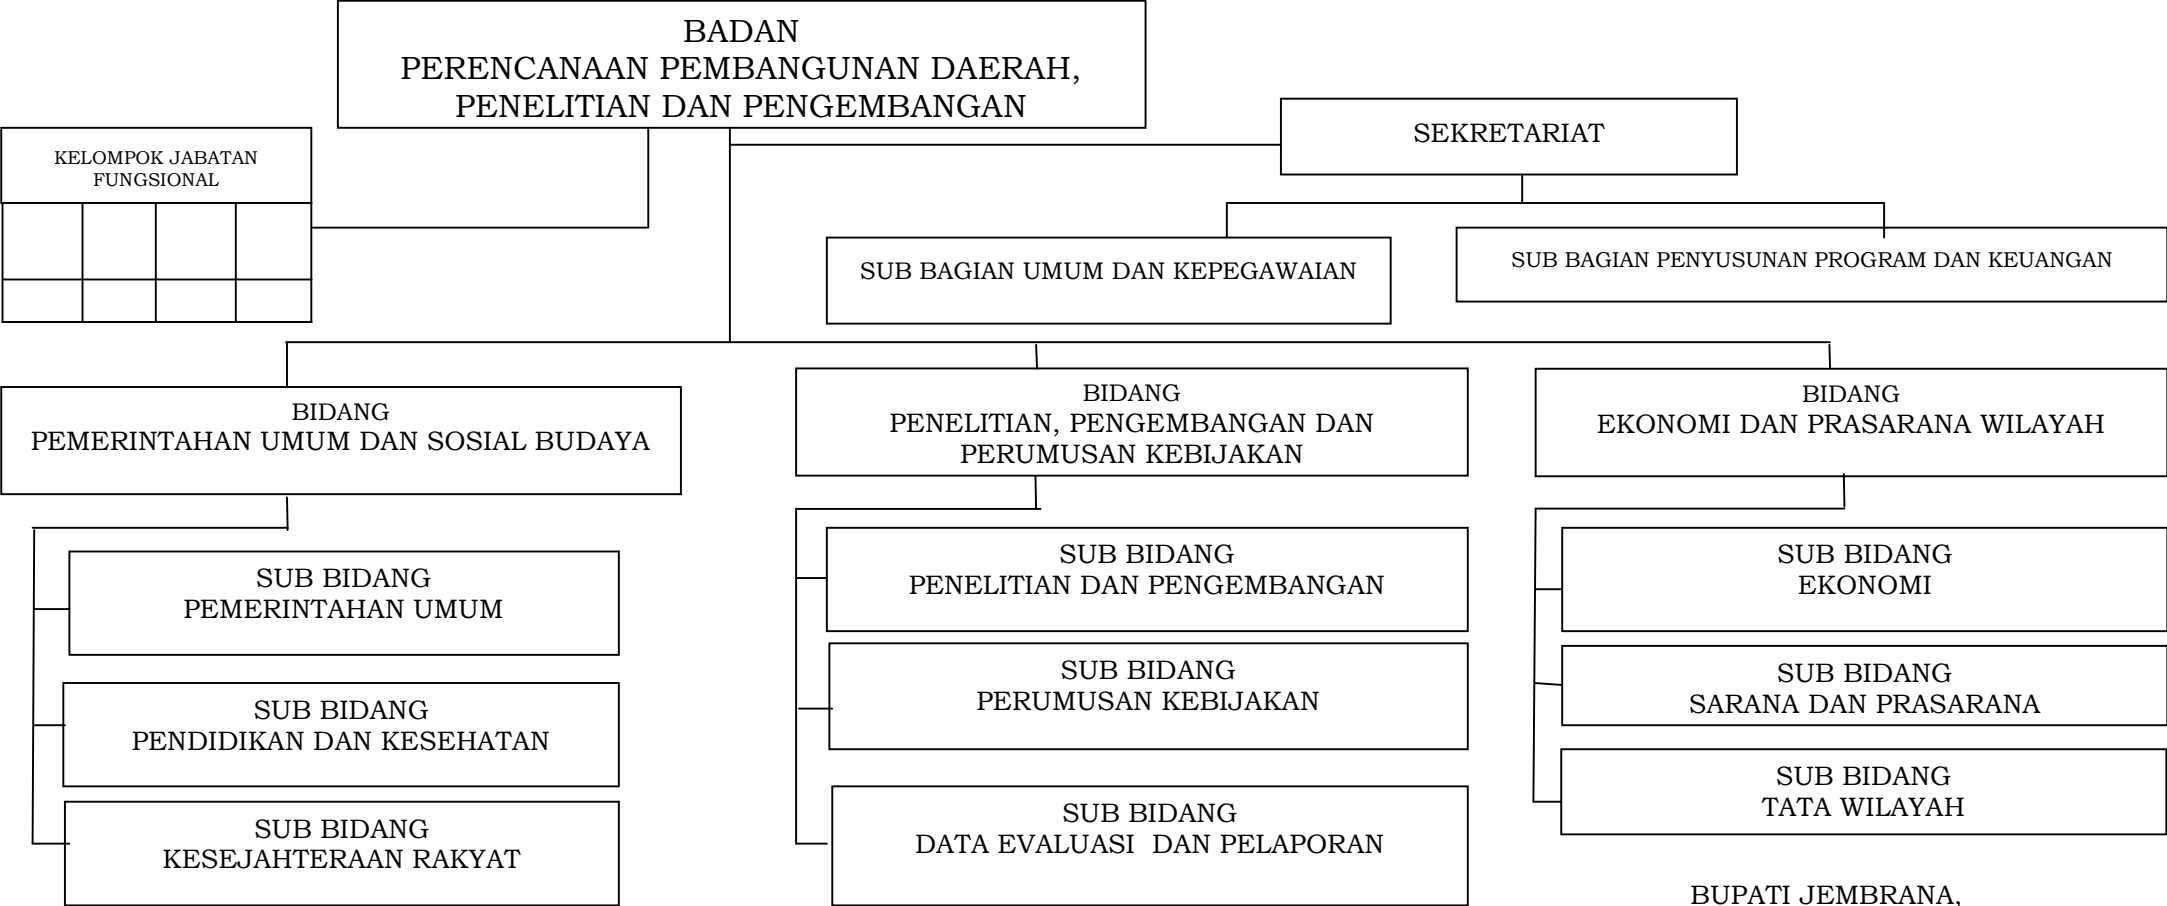 BADAN
PERENCANAAN PEMBANGUNAN DAERAH,
PENELITIAN DAN PENGEMBANGAN
SEKRETARIAT
KELOMPOK JABATAN
FUNGSIONAL
SUB BAGIAN UMUM DAN KEPEGAWAIAN
SUB BAGIAN PENYUSUNAN PROGRAM DAN KEUANGAN
BIDANG
PEMERINTAHAN UMUM DAN SOSIAL BUDAYA
BIDANG
PENELITIAN, PENGEMBANGAN DAN
PERUMUSAN KEBIJAKAN
BIDANG
EKONOMI DAN PRASARANA WILAYAH
SUB BIDANG
PEMERINTAHAN UMUM
SUB BIDANG
PENDIDIKAN DAN KESEHATAN
SUB BIDANG
KESEJAHTERAAN RAKYAT
SUB BIDANG
PENELITIAN DAN PENGEMBANGAN
SUB BIDANG
PERUMUSAN KEBIJAKAN
SUB BIDANG
DATA EVALUASI  DAN PELAPORAN
SUB BIDANG
EKONOMI
SUB BIDANG
SARANA DAN PRASARANA
SUB BIDANG
TATA WILAYAH
BUPATI JEMBRANA,